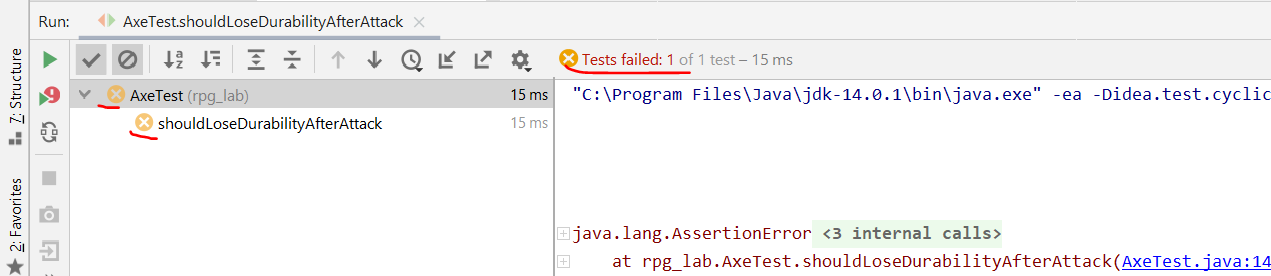 Run: AxeTest.shouldLoseDurabilityAfterAttack
7: Structure
Tests failed: 1 of 1 test – 15 ms
AxeTest (rpg_lab) 15 ms
shouldLoseDurabilityAfterAttack 15 ms
"C:\Program Files\Java\jdk-14.0.1\bin\java.exe" -ea -Didea.test.cyclic
2: Favorites
java.lang.AssertionError <3 internal calls>
at rpg_lab.AxeTest.shouldLoseDurabilityAfterAttack(AxeTest.java:14